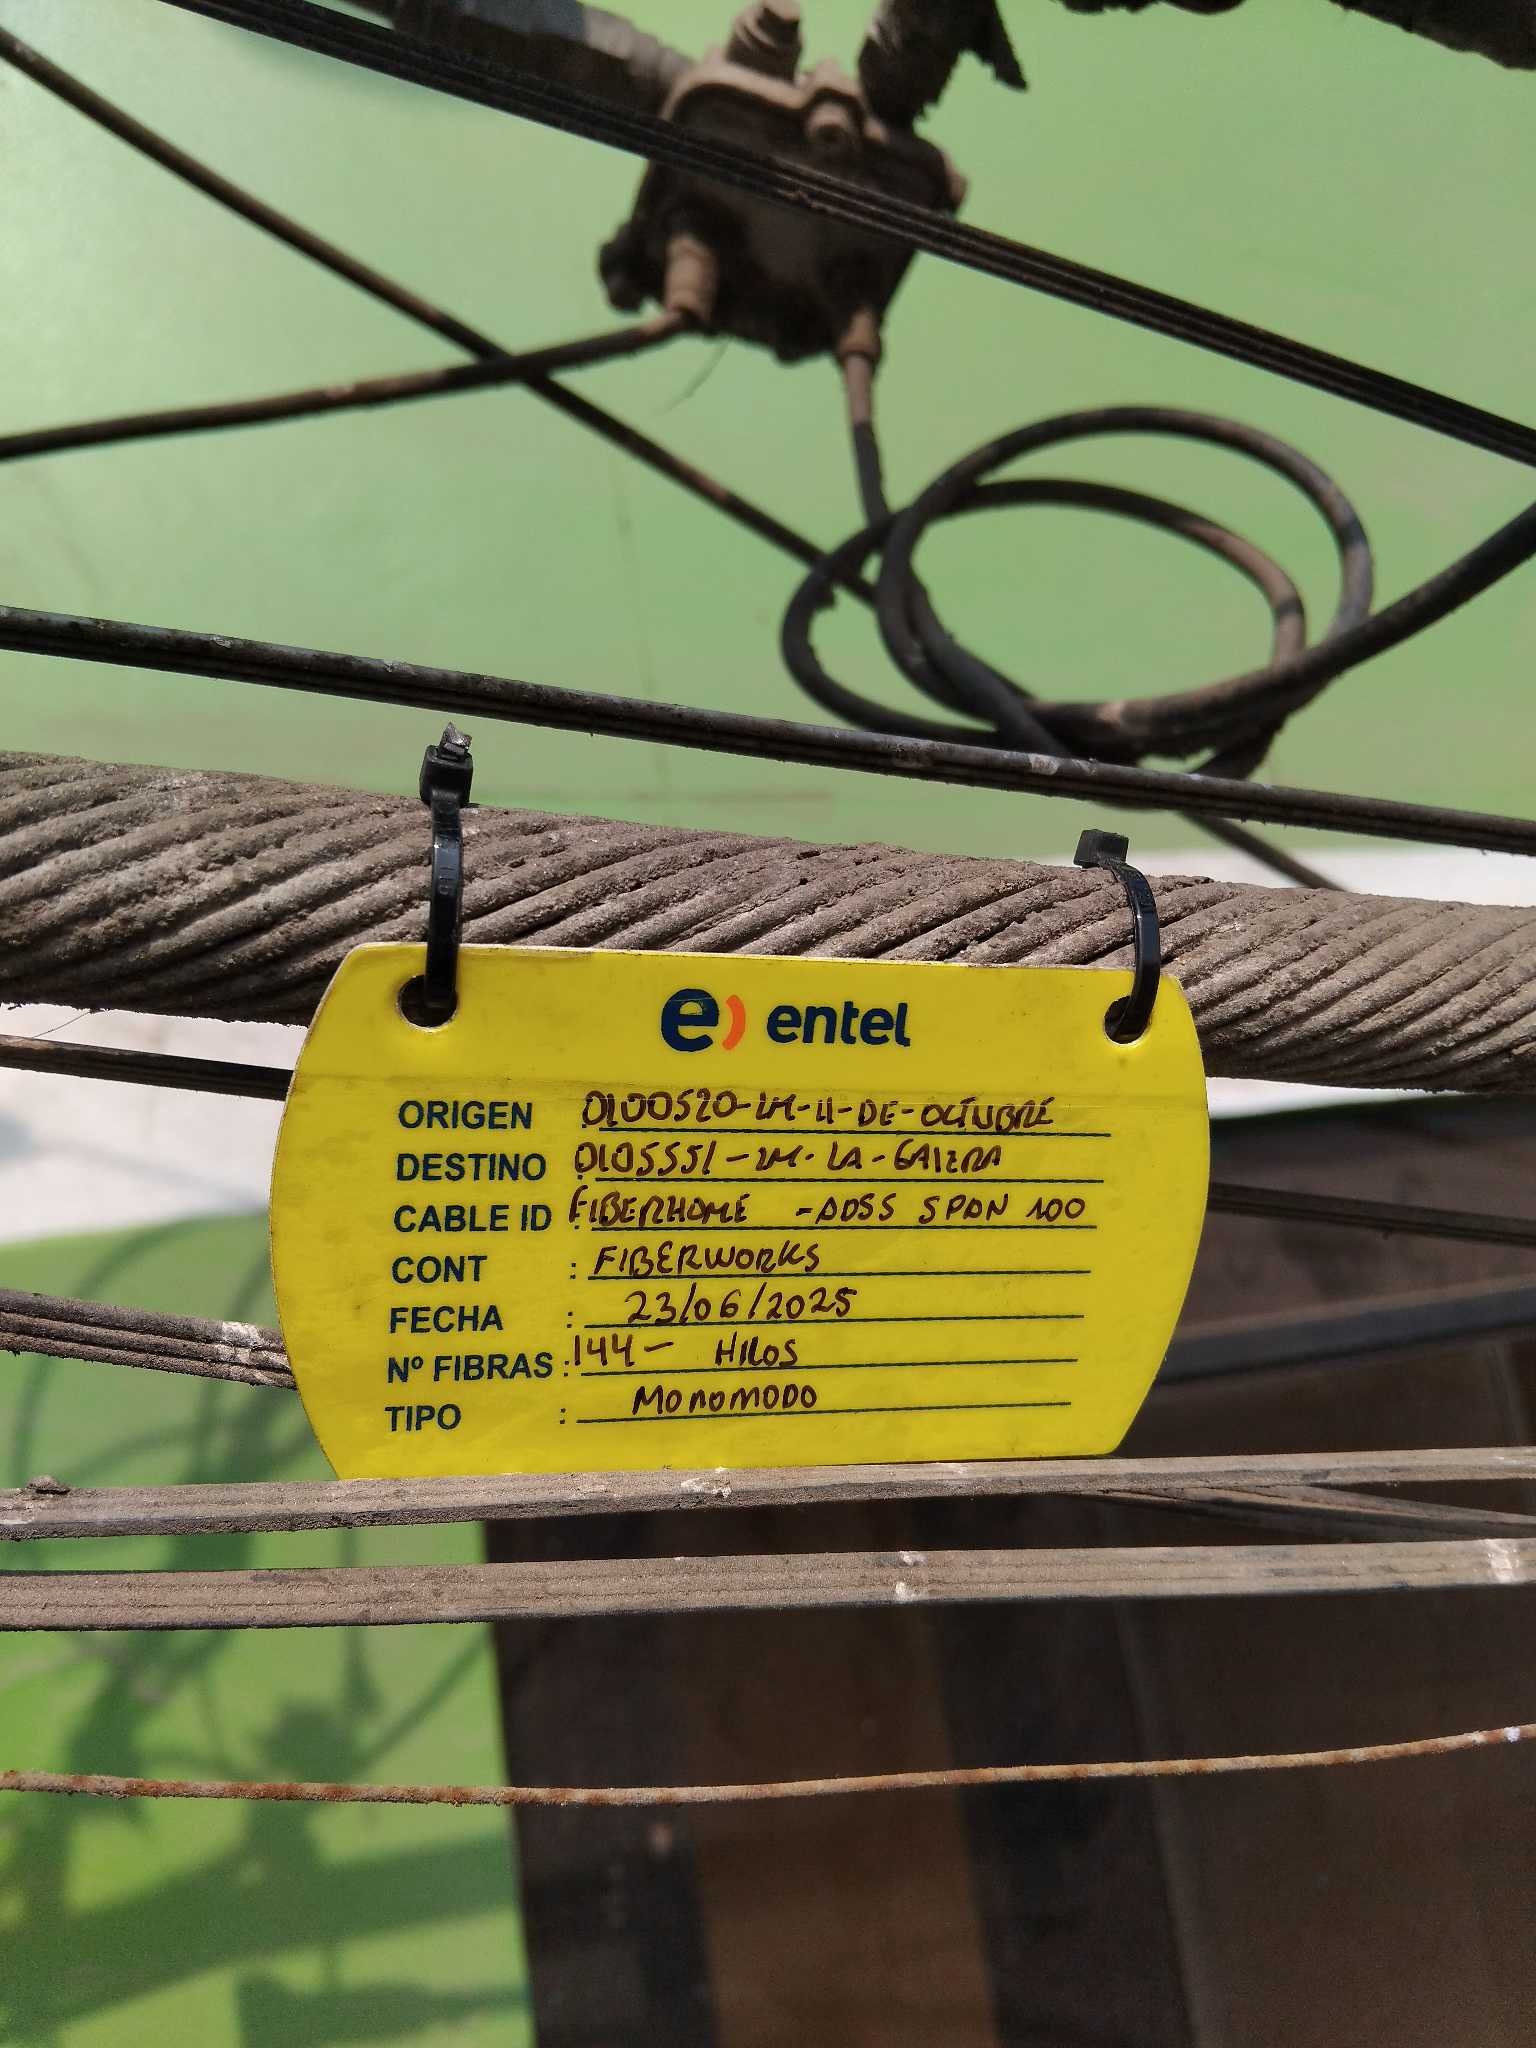 e) entel
ORIGEN 0100520-LM-11-DE-OCTUBRE
DESTINO 0105551-LM-LA-GALERA
CABLE ID : FIBERHOME -ADSS SPAN 100
CONT : FIBERWORKS
FECHA : 23/06/2025
Nº FIBRAS : 144- HILOS
TIPO : MONOMODO